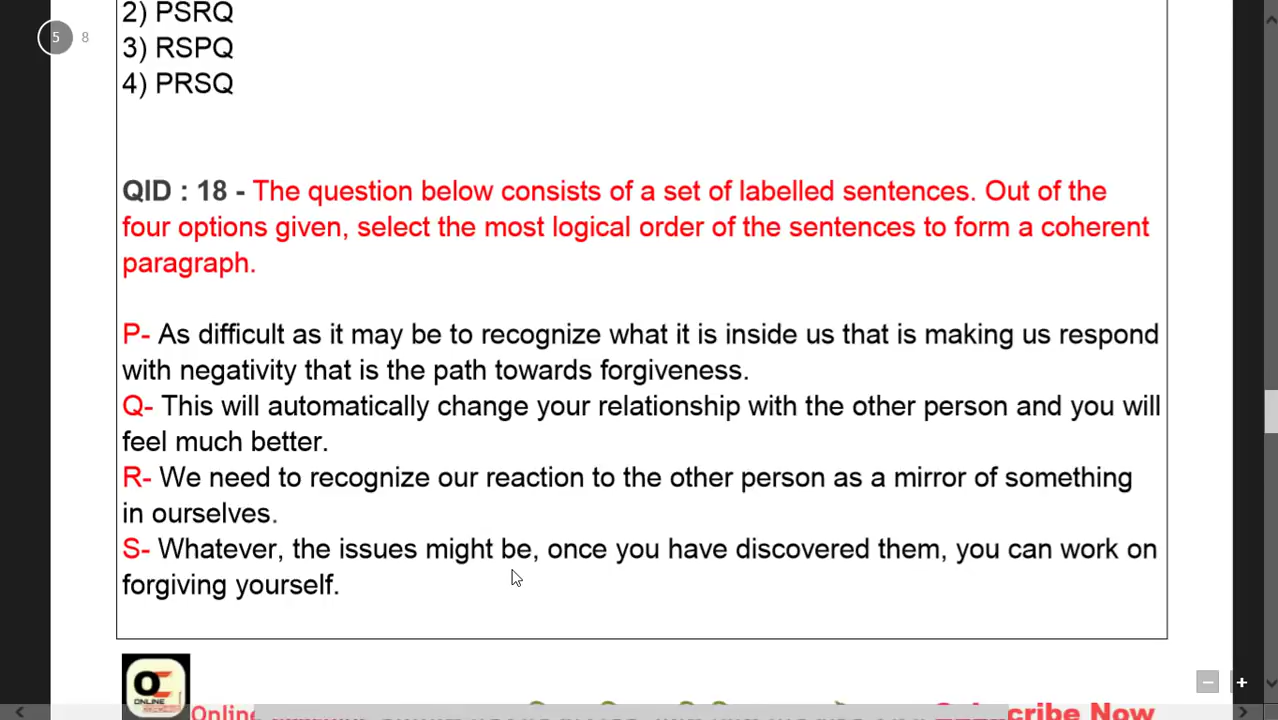 2) PSRQ
5 8
3) RSPQ
4) PRSQ
QID : 18 - The question below consists of a set of labelled sentences. Out of the
four options given, select the most logical order of the sentences to form a coherent
paragraph.
P- As difficult as it may be to recognize what it is inside us that is making us respond
with negativity that is the path towards forgiveness.
Q- This will automatically change your relationship with the other person and you will
feel much better.
R- We need to recognize our reaction to the other person as a mirror of something
in ourselves.
S- Whatever, the issues might be, once you have discovered them, you can work on
forgiving yourself.
OC
ONLINE
Online
Subscribe Now